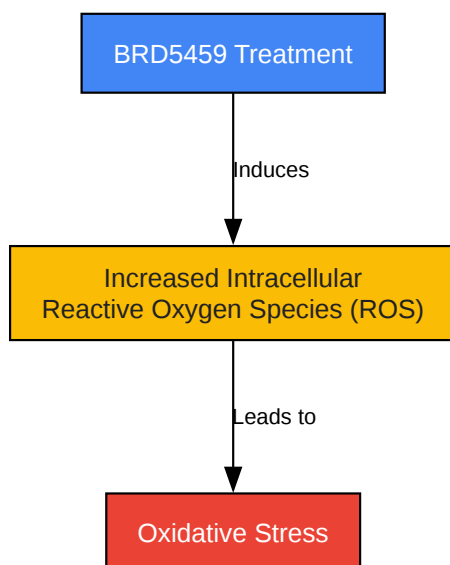 BRD5459 Treatment
Induces
Increased Intracellular
Reactive Oxygen Species (ROS)
Leads to
Oxidative Stress